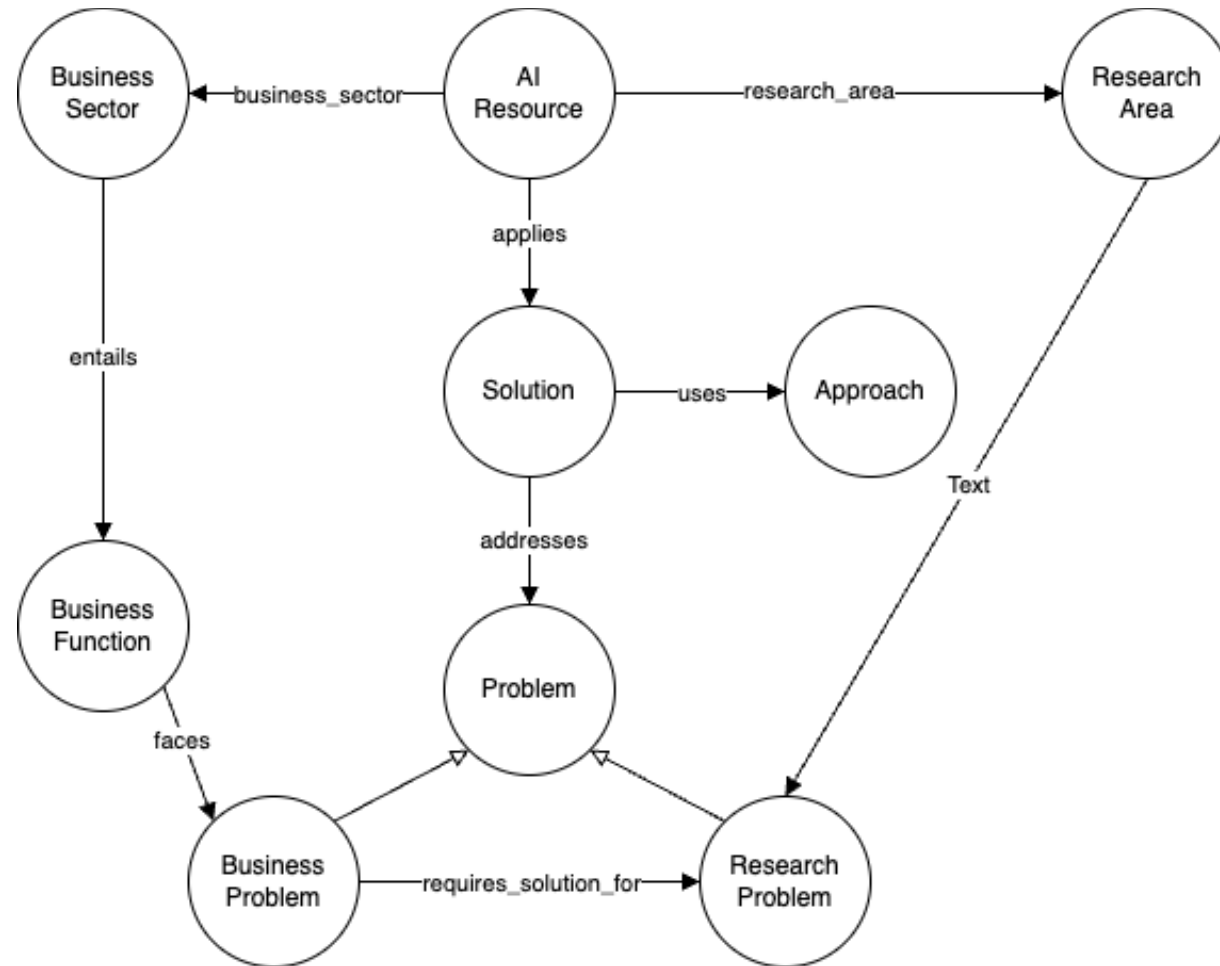 Business
Sector
business_sector
AI
Resource
research_area
Research
Area
applies
entails
Solution
uses
Approach
Text
addresses
Business
Function
Problem
faces
Business
Problem
requires_solution_for
Research
Problem